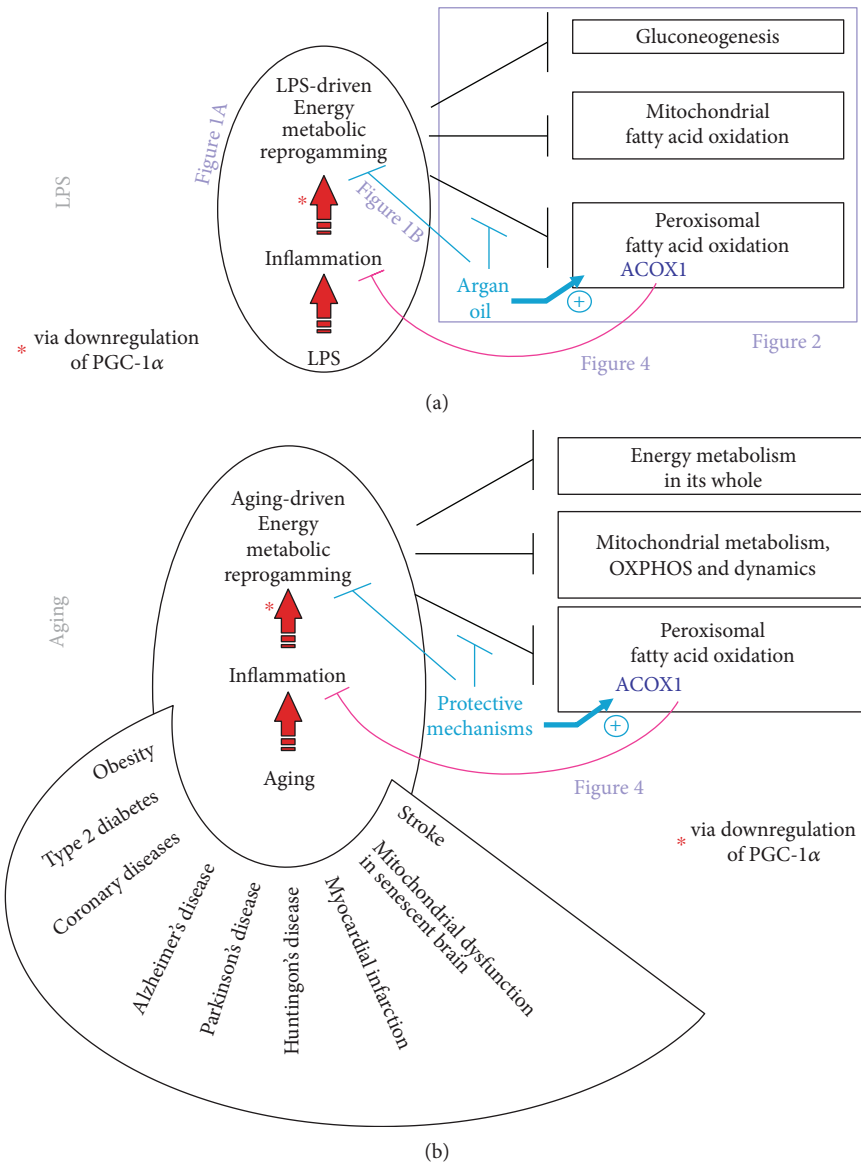 LPS
Figure 1A
LPS-driven
Energy
metabolic
reprogamming
*
Figure 1B
Inflammation
LPS
* via downregulation
of PGC-1α
Gluconeogenesis
Mitochondrial
fatty acid oxidation
Peroxisomal
fatty acid oxidation
ACOX1
Argan
oil
+
Figure 2
Figure 4
(a)
Aging
Aging-driven
Energy
metabolic
reprogamming
*
Inflammation
Aging
Energy metabolism
in its whole
Mitochondrial metabolism,
OXPHOS and dynamics
Peroxisomal
fatty acid oxidation
ACOX1
Protective
mechanisms
+
Figure 4
* via downregulation
of PGC-1α
Obesity
Type 2 diabetes
Coronary diseases
Alzheimer's disease
Parkinson's disease
Huntingon's disease
Myocardial infarction
Mitochondrial dysfunction
in senescent brain
Stroke
(b)